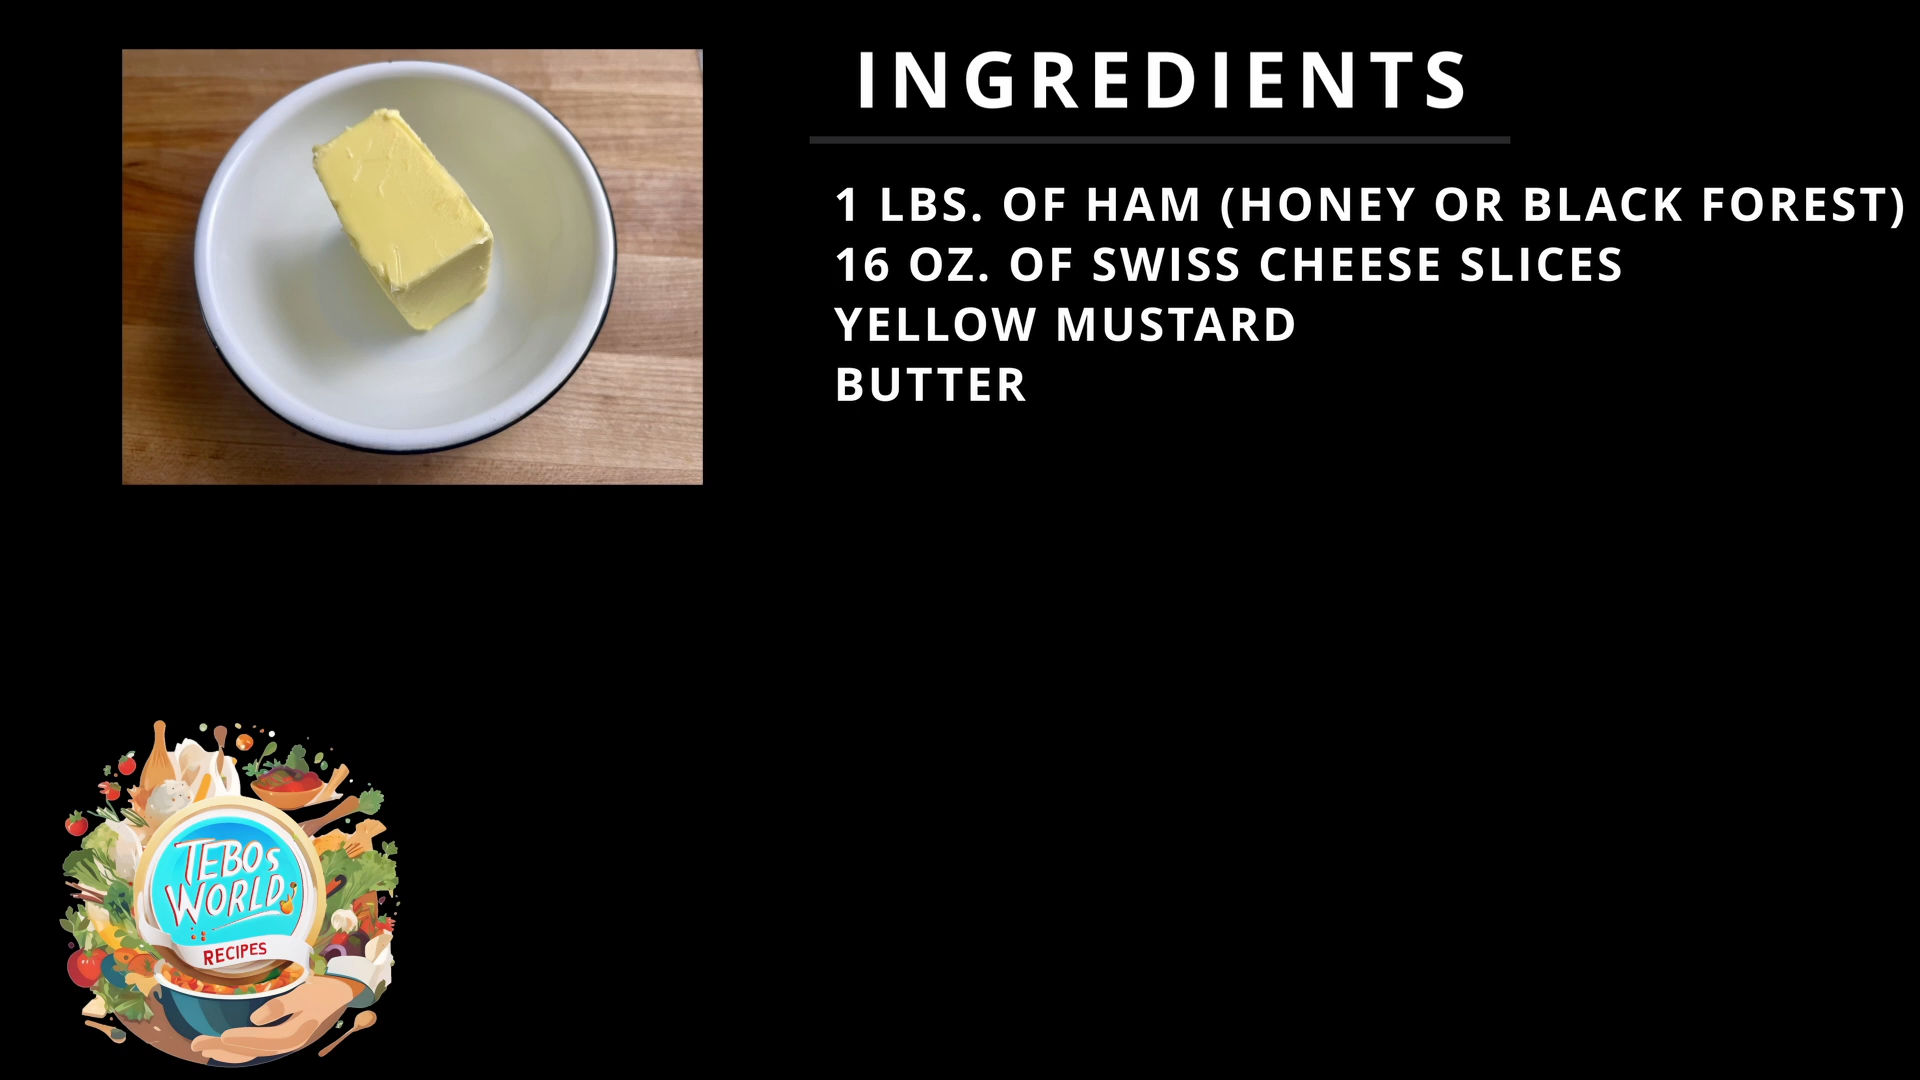 INGREDIENTS
1 LBS. OF HAM (HONEY OR BLACK FOREST)
16 OZ. OF SWISS CHEESE SLICES
YELLOW MUSTARD
BUTTER
TEBOS
WORLD
RECIPES